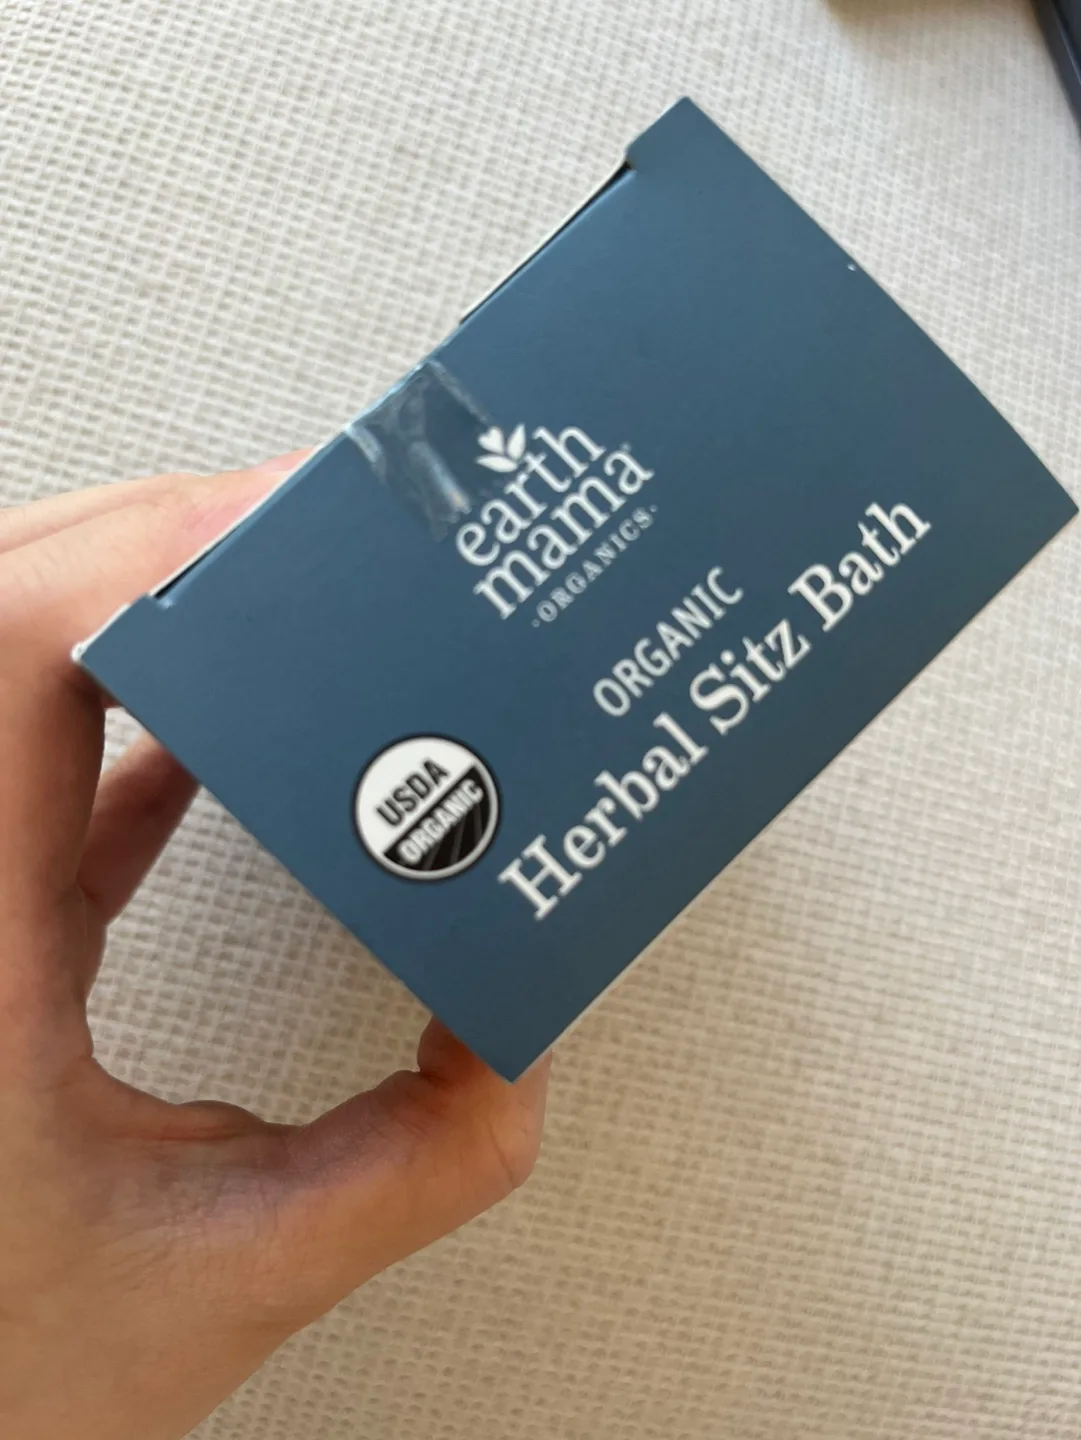 earth
mama
·ORGANICS·
ORGANIC
Herbal Sitz Bath
USDA
ORGANIC